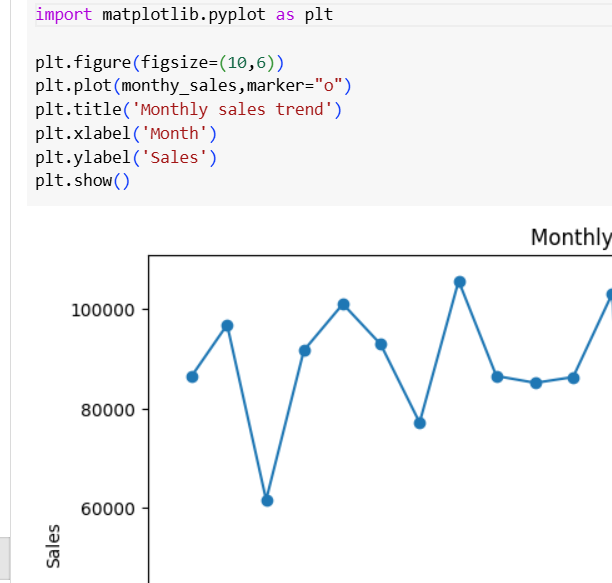 import matplotlib.pyplot as plt
plt.figure(figsize=(10,6))
plt.plot(monthy_sales,marker="o")
plt.title('Monthly sales trend')
plt.xlabel('Month')
plt.ylabel('Sales')
plt.show()
Monthly
100000
80000
60000
Sales